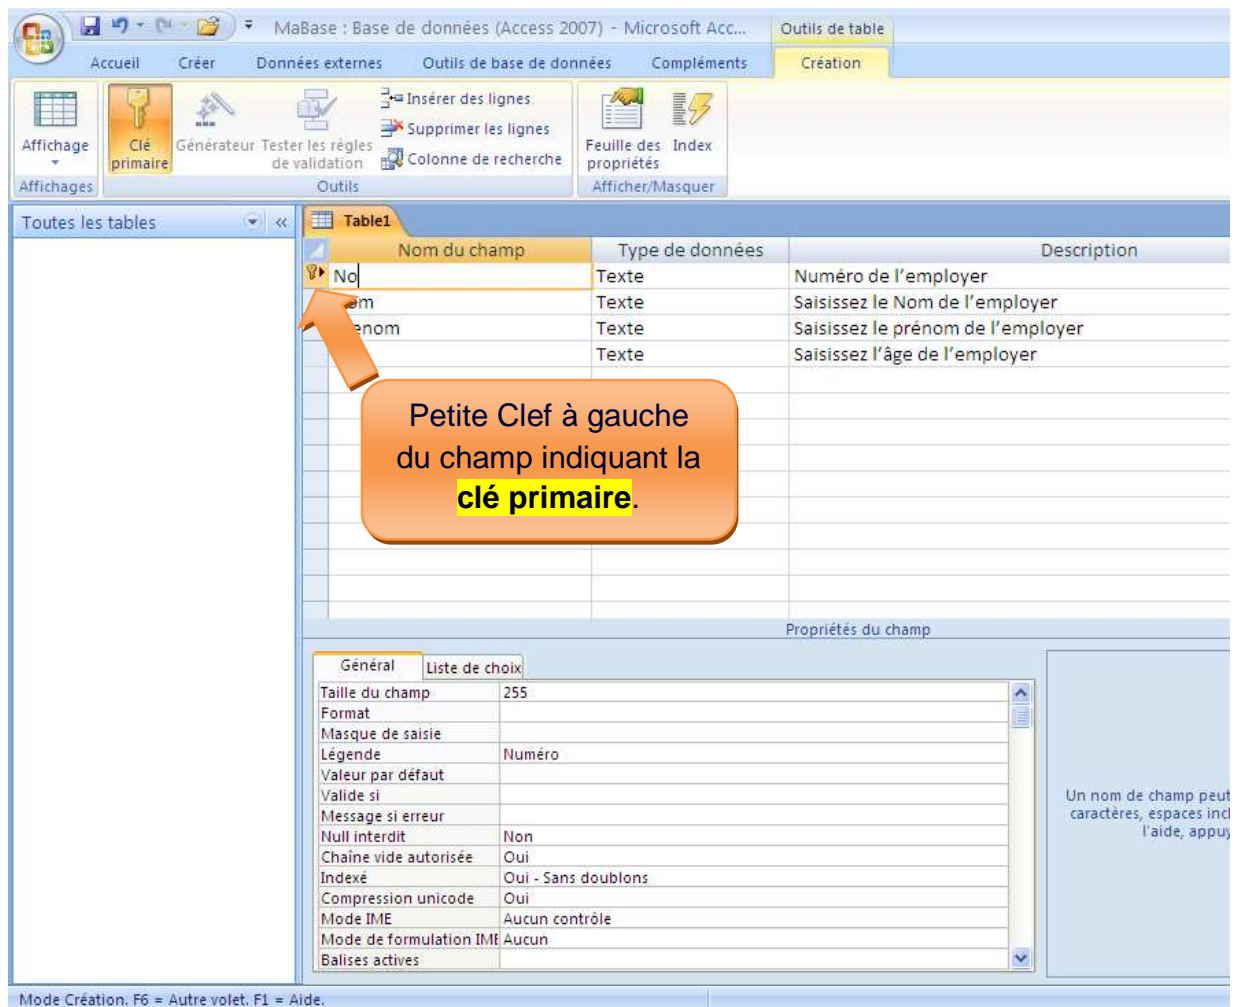 MaBase : Base de données (Access 2007) - Microsoft Acc...
Outils de table
Accueil Créer Données externes Outils de base de données Compléments Création
Affichage
Clé primaire
Générateur
Tester les règles de validation
Insérer des lignes
Supprimer les lignes
Colonne de recherche
Feuille des propriétés
Index
Affichages Outils Afficher/Masquer
Toutes les tables
Table1
Nom du champ Type de données Description
No Texte Numéro de l’employer
Texte Saisissez le Nom de l’employer
Texte Saisissez le prénom de l’employer
Texte Saisissez l’âge de l’employer
Petite Clef à gauche
du champ indiquant la
clé primaire.
Propriétés du champ
Général Liste de choix
Taille du champ 255
Format
Masque de saisie
Légende Numéro
Valeur par défaut
Valide si
Message si erreur
Null interdit Non
Chaîne vide autorisée Oui
Indexé Oui - Sans doublons
Compression unicode Oui
Mode IME Aucun contrôle
Mode de formulation IME Aucun
Balises actives
Un nom de champ peut
caractères, espaces incl
l'aide, appuy
Mode Création. F6 = Autre volet. F1 = Aide.